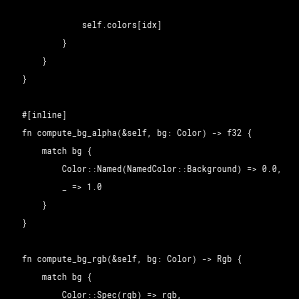 self.colors[idx]
}
}
}
#[inline]
fn compute_bg_alpha(&self, bg: Color) -> f32 {
match bg {
Color::Named(NamedColor::Background) => 0.0,
_ => 1.0
}
}
fn compute_bg_rgb(&self, bg: Color) -> Rgb {
match bg {
Color::Spec(rgb) => rgb,